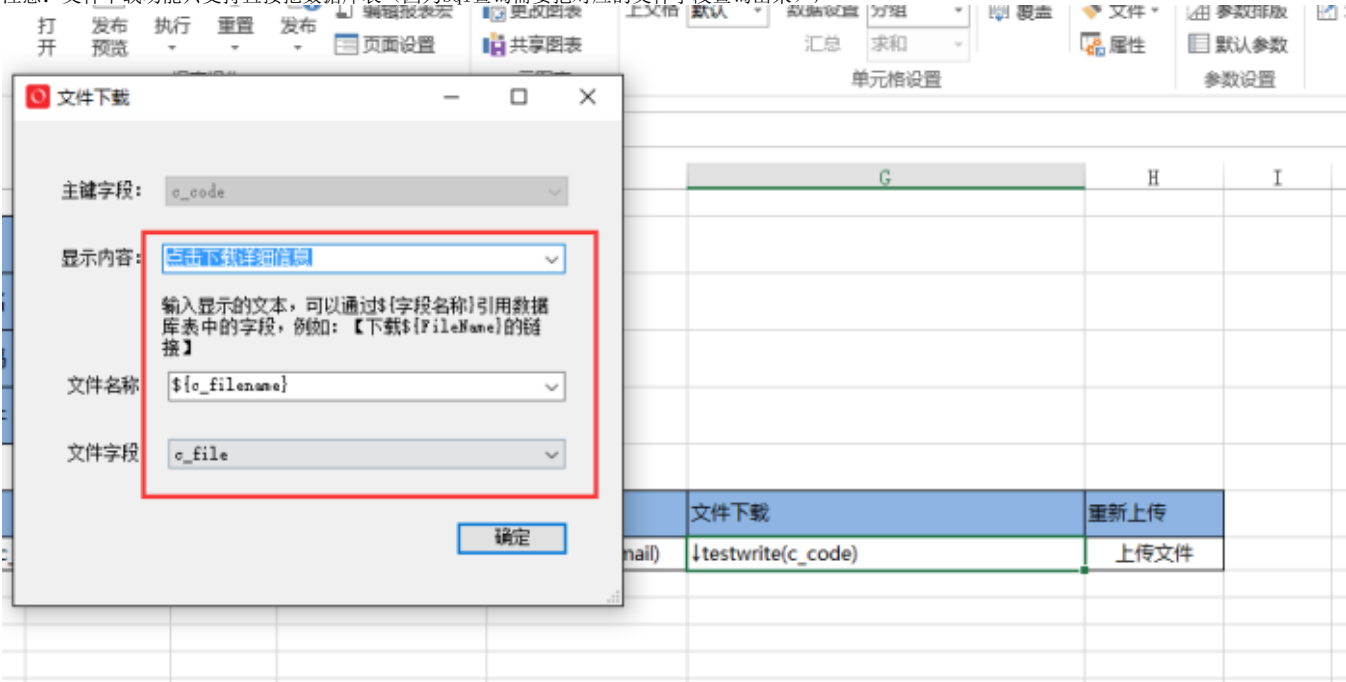 打开 发布预览 执行 重置 发布 编辑报表宏 更改图表 上文格 默认 数据设置 分组 覆盖 文件 参数排版
页面设置 共享图表 汇总 求和 属性 默认参数
单元格设置 参数设置
文件下载
G H I
主键字段: c_code
显示内容: 点击下载详细信息
输入显示的文本，可以通过${字段名称}引用数据
库表中的字段，例如:【下载${FileName}的链
接】
文件名称 ${c_filename}
文件字段 c_file
确定
文件下载 重新上传
mail) ↓testwrite(c_code) 上传文件